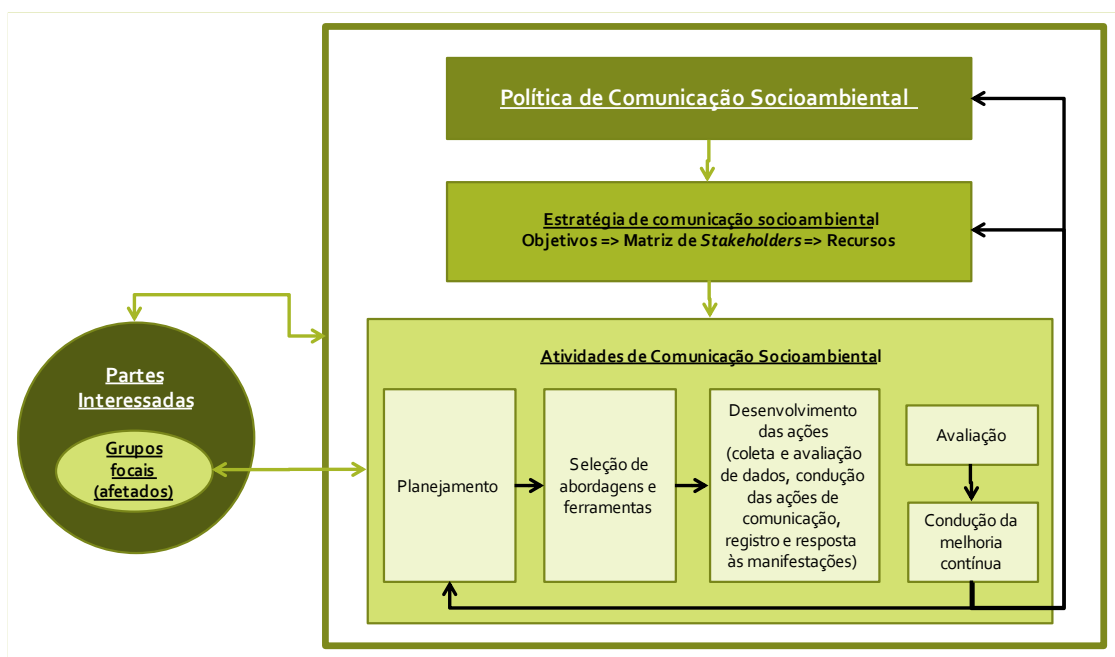 Política de Comunicação Socioambiental
Estratégia de comunicação socioambiental
Objetivos => Matriz de Stakeholders => Recursos
Partes
Interessadas
Grupos
focais
(afetados)
Atividades de Comunicação Socioambiental
Planejamento
Seleção de
abordagens e
ferramentas
Desenvolvimento
das ações
(coleta e avaliação
de dados, condução
das ações de
comunicação,
registro e resposta
às manifestações)
Avaliação
Condução da
melhoria
contínua